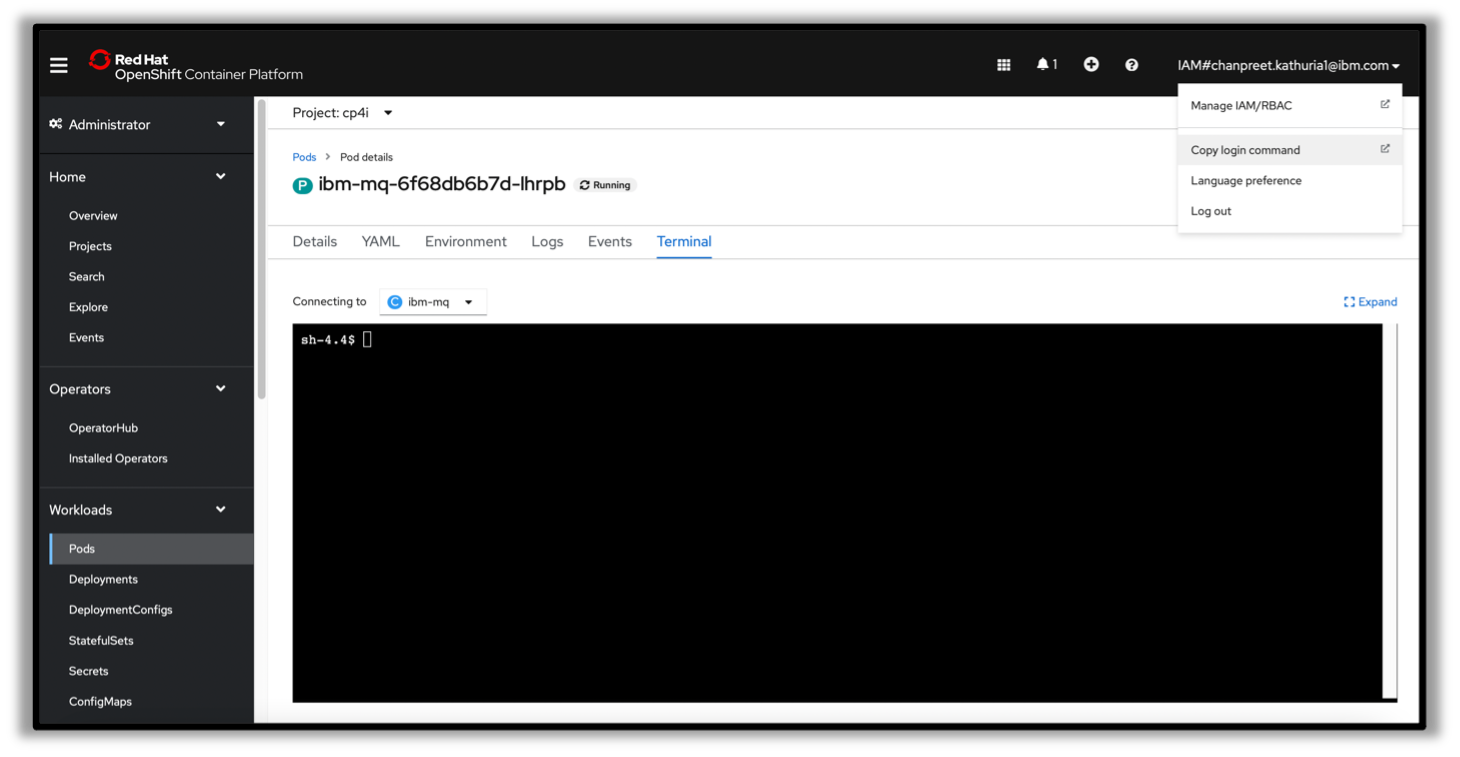 Red Hat
OpenShift Container Platform
1
IAM#chanpreet.kathuria1@ibm.com
Manage IAM/RBAC
Copy login command
Language preference
Log out
Administrator
Home
Overview
Projects
Search
Explore
Events
Operators
OperatorHub
Installed Operators
Workloads
Pods
Deployments
DeploymentConfigs
StatefulSets
Secrets
ConfigMaps
Project: cp4i
Pods > Pod details
P ibm-mq-6f68db6b7d-lhrpb Running
Details YAML Environment Logs Events Terminal
Connecting to C ibm-mq Expand
sh-4.4$